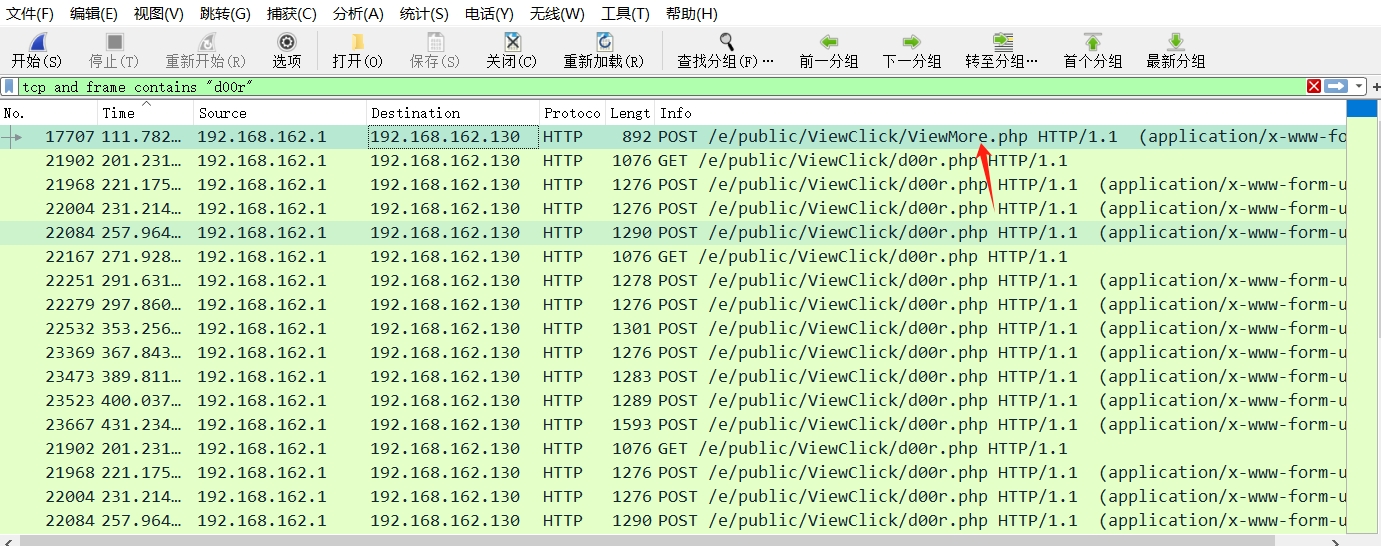 文件(F) 编辑(E) 视图(V) 跳转(G) 捕获(C) 分析(A) 统计(S) 电话(Y) 无线(W) 工具(T) 帮助(H)
开始(S) 停止(T) 重新开始(R) 选项 打开(O) 保存(S) 关闭(C) 重新加载(R) 查找分组(F)… 前一分组 下一分组 转至分组… 首个分组 最新分组
tcp and frame contains "d00r"
No. Time Source Destination Protoco Lengt Info
17707 111.782… 192.168.162.1 192.168.162.130 HTTP 892 POST /e/public/ViewClick/ViewMore.php HTTP/1.1 (application/x-www-fo
21902 201.231… 192.168.162.1 192.168.162.130 HTTP 1076 GET /e/public/ViewClick/d00r.php HTTP/1.1
21968 221.175… 192.168.162.1 192.168.162.130 HTTP 1276 POST /e/public/ViewClick/d00r.php HTTP/1.1 (application/x-www-form-u
22004 231.214… 192.168.162.1 192.168.162.130 HTTP 1276 POST /e/public/ViewClick/d00r.php HTTP/1.1 (application/x-www-form-u
22084 257.964… 192.168.162.1 192.168.162.130 HTTP 1290 POST /e/public/ViewClick/d00r.php HTTP/1.1 (application/x-www-form-u
22167 271.928… 192.168.162.1 192.168.162.130 HTTP 1076 GET /e/public/ViewClick/d00r.php HTTP/1.1
22251 291.631… 192.168.162.1 192.168.162.130 HTTP 1278 POST /e/public/ViewClick/d00r.php HTTP/1.1 (application/x-www-form-u
22279 297.860… 192.168.162.1 192.168.162.130 HTTP 1276 POST /e/public/ViewClick/d00r.php HTTP/1.1 (application/x-www-form-u
22532 353.256… 192.168.162.1 192.168.162.130 HTTP 1301 POST /e/public/ViewClick/d00r.php HTTP/1.1 (application/x-www-form-u
23369 367.843… 192.168.162.1 192.168.162.130 HTTP 1276 POST /e/public/ViewClick/d00r.php HTTP/1.1 (application/x-www-form-u
23473 389.811… 192.168.162.1 192.168.162.130 HTTP 1283 POST /e/public/ViewClick/d00r.php HTTP/1.1 (application/x-www-form-u
23523 400.037… 192.168.162.1 192.168.162.130 HTTP 1289 POST /e/public/ViewClick/d00r.php HTTP/1.1 (application/x-www-form-u
23667 431.234… 192.168.162.1 192.168.162.130 HTTP 1593 POST /e/public/ViewClick/d00r.php HTTP/1.1 (application/x-www-form-u
21902 201.231… 192.168.162.1 192.168.162.130 HTTP 1076 GET /e/public/ViewClick/d00r.php HTTP/1.1
21968 221.175… 192.168.162.1 192.168.162.130 HTTP 1276 POST /e/public/ViewClick/d00r.php HTTP/1.1 (application/x-www-form-u
22004 231.214… 192.168.162.1 192.168.162.130 HTTP 1276 POST /e/public/ViewClick/d00r.php HTTP/1.1 (application/x-www-form-u
22084 257.964… 192.168.162.1 192.168.162.130 HTTP 1290 POST /e/public/ViewClick/d00r.php HTTP/1.1 (application/x-www-form-u